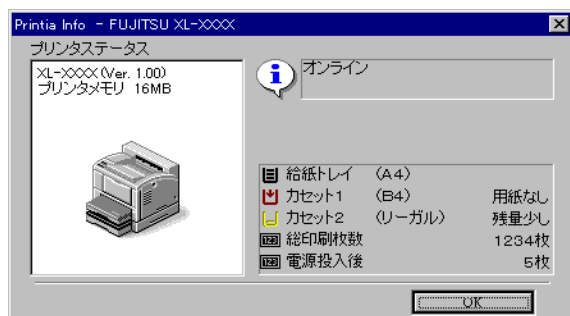 Printia Info - FUJITSU XL-XXXX
プリンタステータス
XL-XXXX (Ver. 1.00)
プリンタメモリ 16MB
オンライン
給紙トレイ (A4)
カセット1 (B4) 用紙なし
カセット2 (リーガル) 残量少し
123 総印刷枚数 1234枚
123 電源投入後 5枚
OK